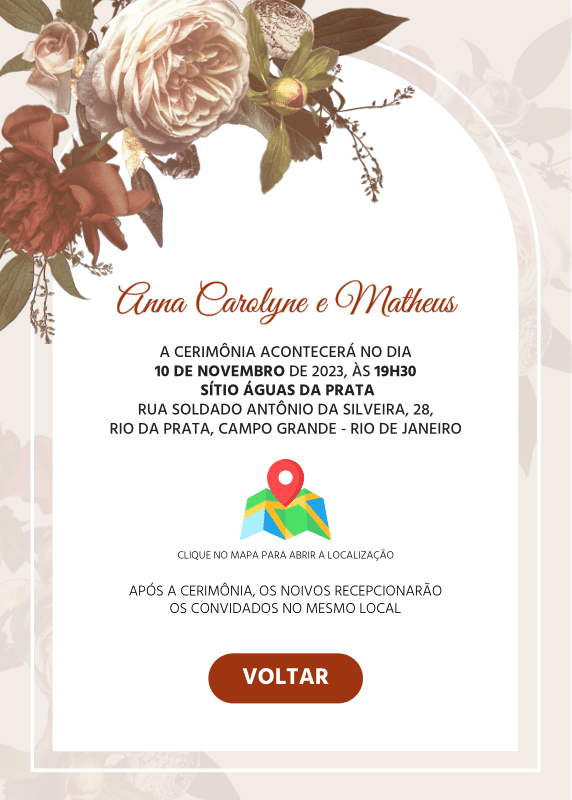 Anna Carolyne e Matheus
A CERIMÔNIA ACONTECERÁ NO DIA
10 DE NOVEMBRO DE 2023, ÀS 19H30
SÍTIO ÁGUAS DA PRATA
RUA SOLDADO ANTÔNIO DA SILVEIRA, 28,
RIO DA PRATA, CAMPO GRANDE - RIO DE JANEIRO
CLIQUE NO MAPA PARA ABRIR A LOCALIZAÇÃO
APÓS A CERIMÔNIA, OS NOIVOS RECEPCIONARÃO
OS CONVIDADOS NO MESMO LOCAL
VOLTAR